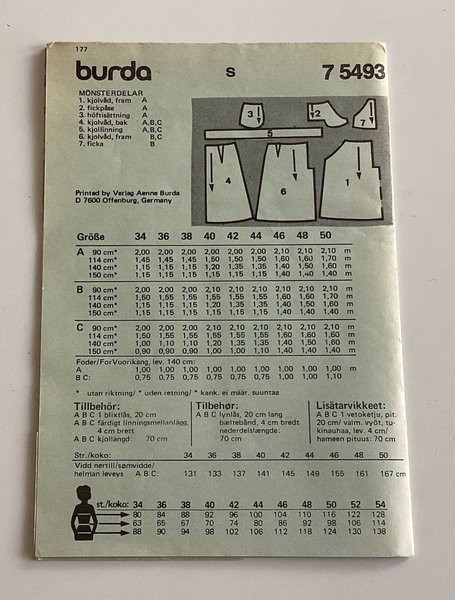 177
burda S 7 5493
MÖNSTERDELAR
1. kjolvåd, fram A
2. fickpåse A
3. höftisättning A
4. kjolvåd, bak A,B,C
5. kjollinning A,B,C
6. kjolvåd, fram B,C
7. ficka B
3 2 7
5
4 6 1
Printed by Verlag Aenne Burda
D 7600 Offenburg, Germany
Größe 34 36 38 40 42 44 46 48 50
A 90 cm* 2,00 2,00 2,00 2,00 2,00 2,00 2,10 2,10 2,10 m
114 cm* 1,45 1,45 1,45 1,50 1,50 1,50 1,60 1,60 1,70 m
140 cm* 1,15 1,15 1,15 1,20 1,35 1,35 1,40 1,50 1,60 m
150 cm* 1,15 1,15 1,15 1,15 1,15 1,15 1,40 1,40 1,40 m
B 90 cm* 2,00 2,00 2,00 2,10 2,10 2,10 2,10 2,10 2,10 m
114 cm* 1,50 1,55 1,55 1,55 1,55 1,55 1,60 1,60 1,70 m
140 cm* 1,15 1,15 1,15 1,20 1,35 1,35 1,40 1,50 1,60 m
150 cm* 1,15 1,15 1,15 1,15 1,15 1,15 1,40 1,40 1,40 m
C 90 cm* 2,00 2,00 2,00 2,10 2,10 2,10 2,10 2,10 2,10 m
114 cm* 1,50 1,55 1,55 1,55 1,55 1,55 1,60 1,60 1,70 m
140 cm* 1,00 1,10 1,10 1,20 1,35 1,35 1,40 1,50 1,60 m
150 cm* 0,90 0,90 0,90 1,00 1,00 1,10 1,40 1,40 1,40 m
Foder/For/Vuorikang, lev. 140 cm:
A 1,00 1,00 1,00 1,00 1,00 1,00 1,00 1,00 1,00 m
B C: 0,75 0,75 0,75 0,75 0,75 1,00 1,00 1,00 1,10 m
* utan riktning/ * uden retning/ * kank. ei määr. suuntaa
Tillbehör: Tilbehør: Lisätarvikkeet:
A B C 1 blixtlås, 20 cm A B C 1 lynlås, 20 cm lang A B C 1 vetoketju, pit.
A B C färdigt linningsmellanlägg, bæltebånd, 4 cm bredt 20 cm/ valm. vyöt. tu-
4 cm brett nederdelslængde: kinauhaa, lev. 4 cm/
A B C kjollängd: 70 cm A B C 70 cm hameen pituus: 70 cm
Str./koko: 34 36 38 40 42 44 46 48 50
Vidd nertill/sømvidde/
helman leveys A/B/C 131 133 137 141 145 149 155 161 167 cm
st./koko: 34 36 38 40 42 44 46 48 50 52 54
80 84 88 92 96 100 104 110 116 122 128
63 65 67 70 74 80 86 92 98 106 114
88 90 94 98 102 106 112 118 124 130 138